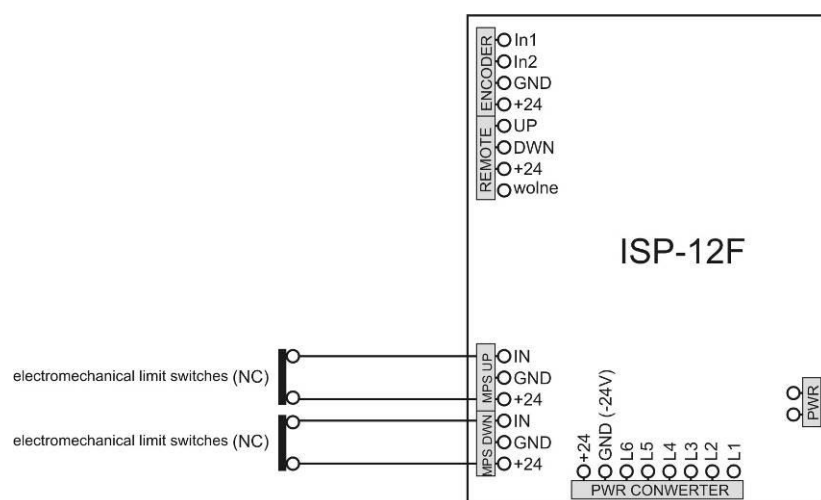 ENCODER
In1
In2
GND
+24
REMOTE
UP
DWN
+24
wolne
ISP-12F
electromechanical limit switches (NC)
MPS UP
IN
GND
+24
electromechanical limit switches (NC)
MPS DWN
IN
GND
+24
+24
GND (-24V)
L6
L5
L4
L3
L2
L1
PWR CONWERTER
PWR